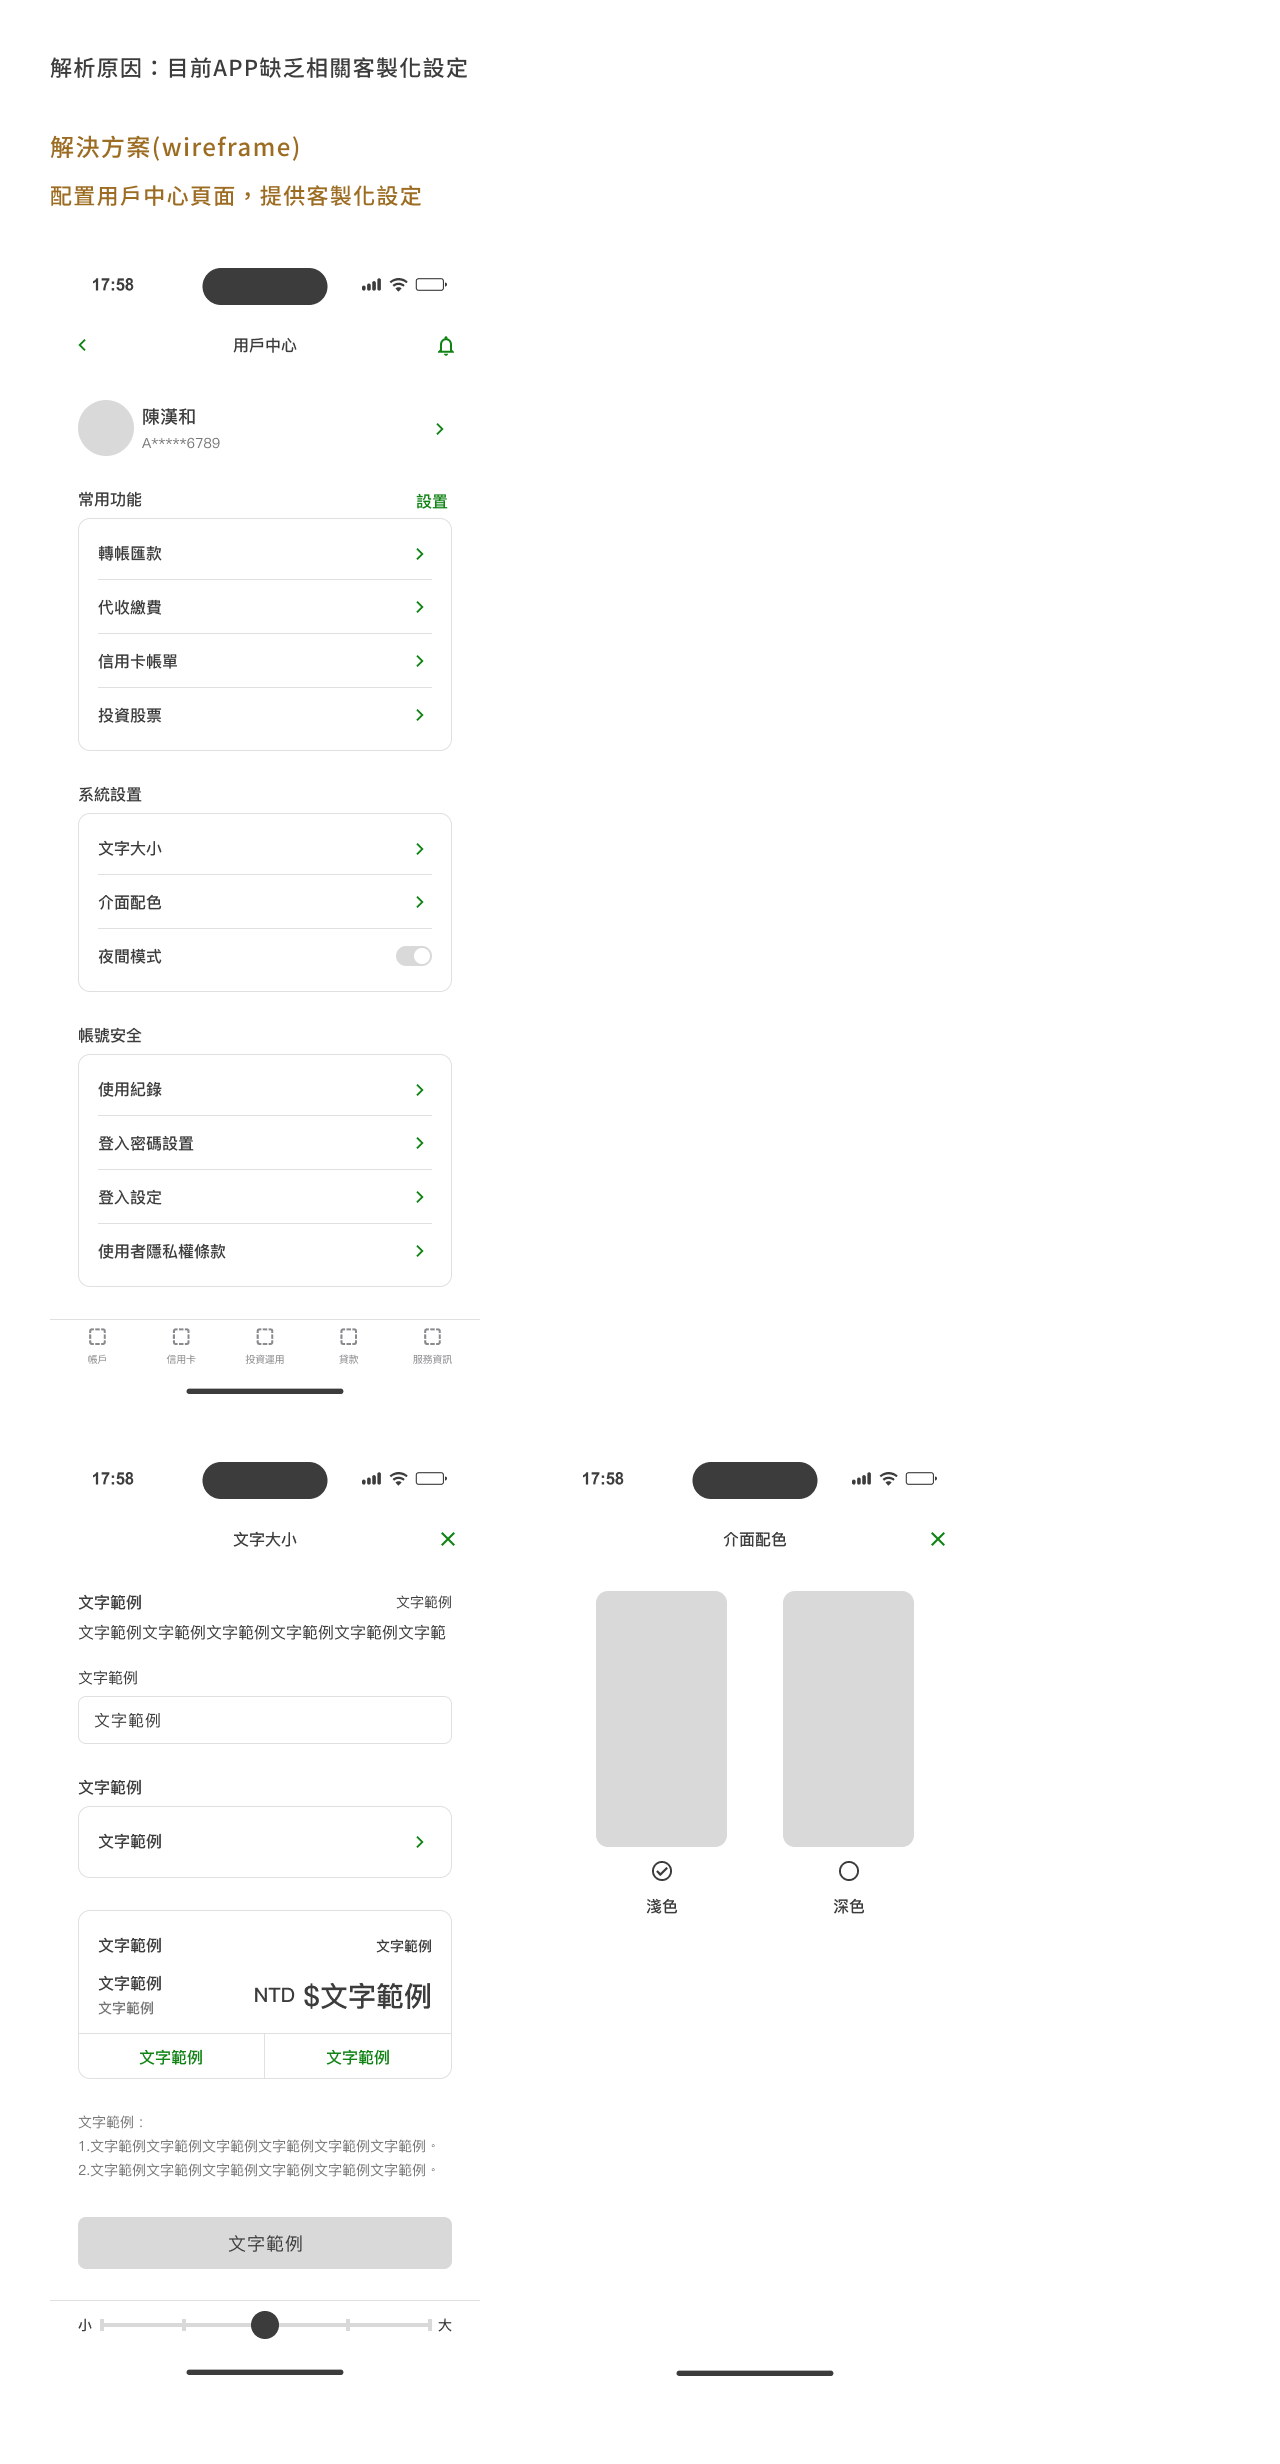 解析原因：目前APP缺乏相關客製化設定
解決方案(wireframe)
配置用戶中心頁面，提供客製化設定
17:58
用戶中心
陳漢和
A*****6789
常用功能 設置
轉帳匯款
代收繳費
信用卡帳單
投資股票
系統設置
文字大小
介面配色
夜間模式
帳號安全
使用紀錄
登入密碼設置
登入設定
使用者隱私權條款
帳戶 信用卡 投資運用 貸款 服務資訊
17:58
文字大小
文字範例 文字範例
文字範例文字範例文字範例文字範例文字範例文字範
文字範例
文字範例
文字範例
文字範例
文字範例 文字範例
文字範例
文字範例
NTD $文字範例
文字範例 文字範例
文字範例：
1.文字範例文字範例文字範例文字範例文字範例文字範例。
2.文字範例文字範例文字範例文字範例文字範例文字範例。
文字範例
小 大
17:58
介面配色
淺色 深色